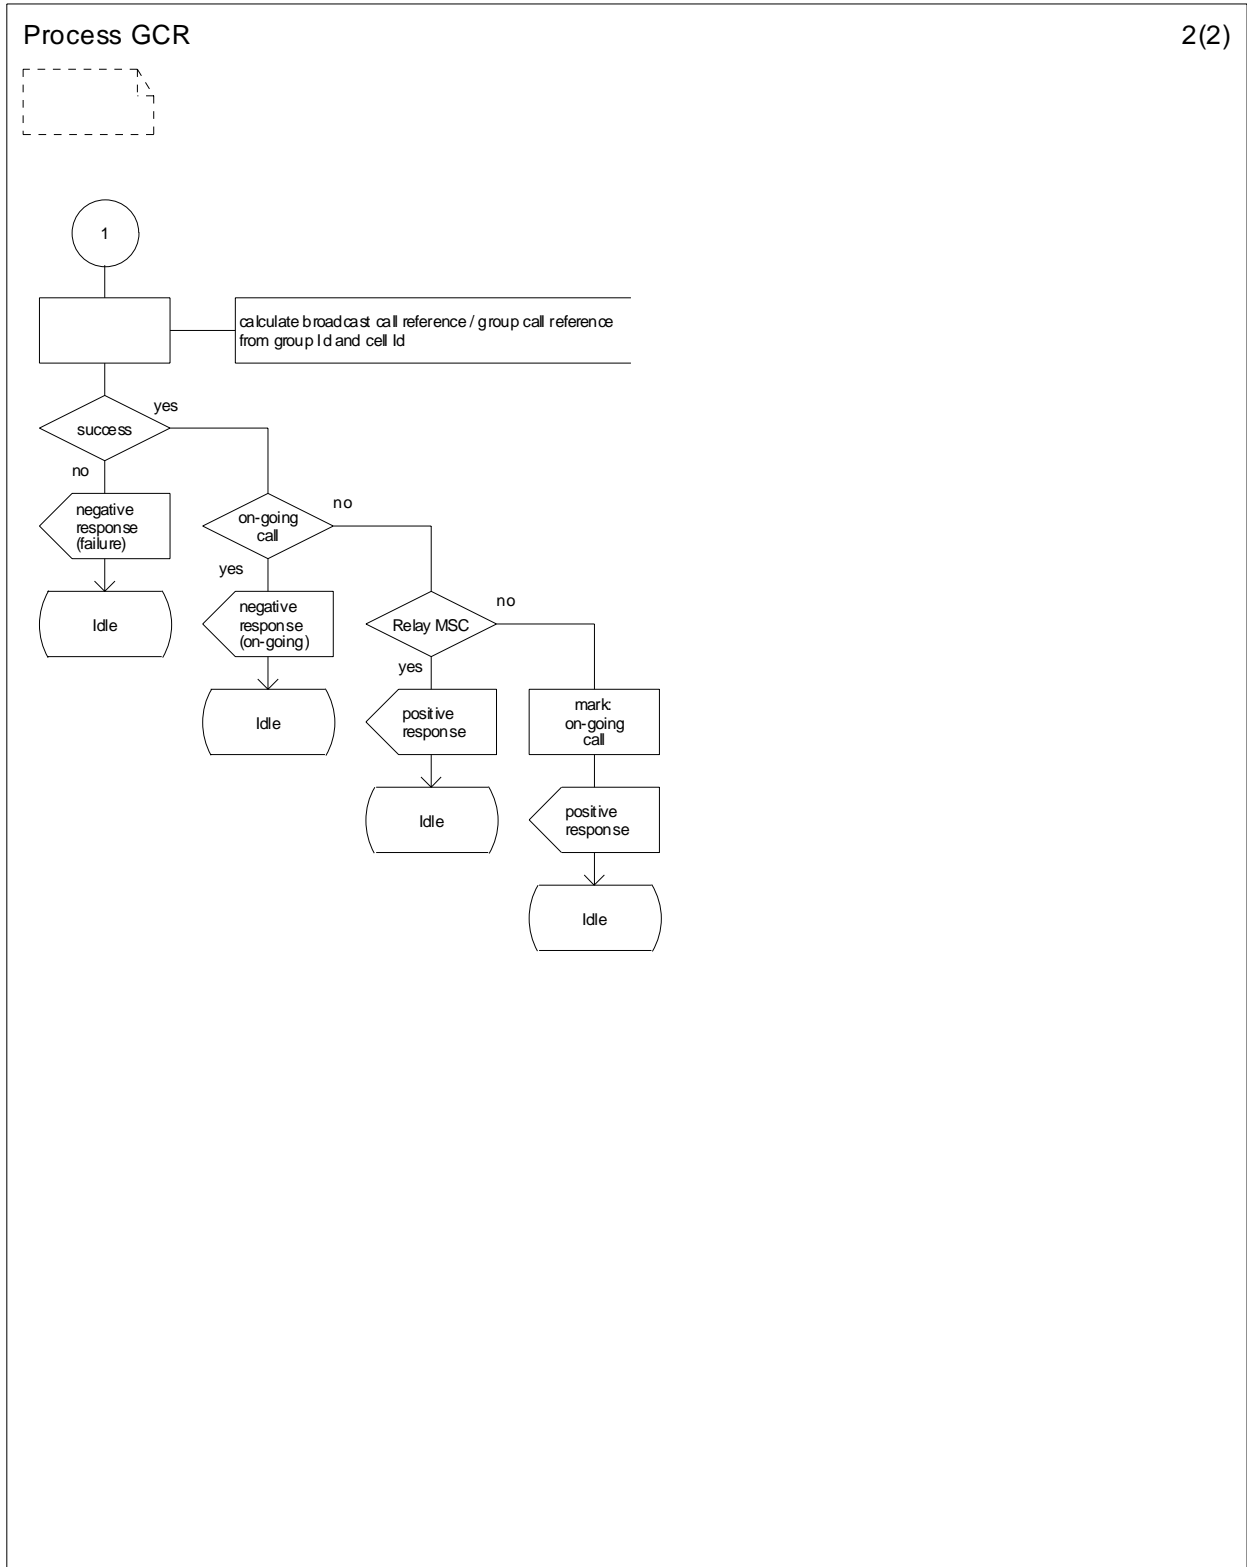 Process GCR
2(2)
1
calculate broadcast call reference / group call reference
from group Id and cell Id
yes
success
no
negative
response
(failure)
no
on-going
call
yes
Idle
negative
response
(on-going)
no
Relay MSC
yes
Idle
positive
response
mark:
on-going
call
Idle
positive
response
Idle